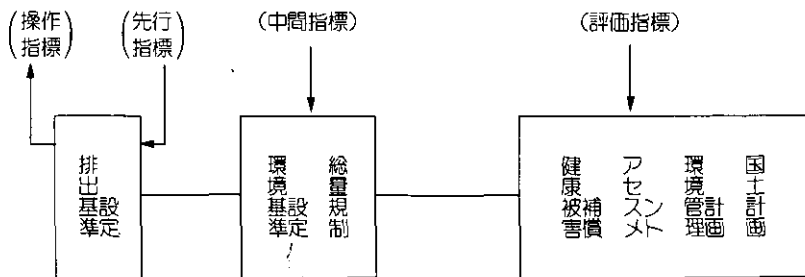 (操作指標)
(先行指標)
(中間指標)
(評価指標)
排出基準設定
環境基準設定
総量規制
健康被害補償
アセスメント
環境管理計画
国土計画